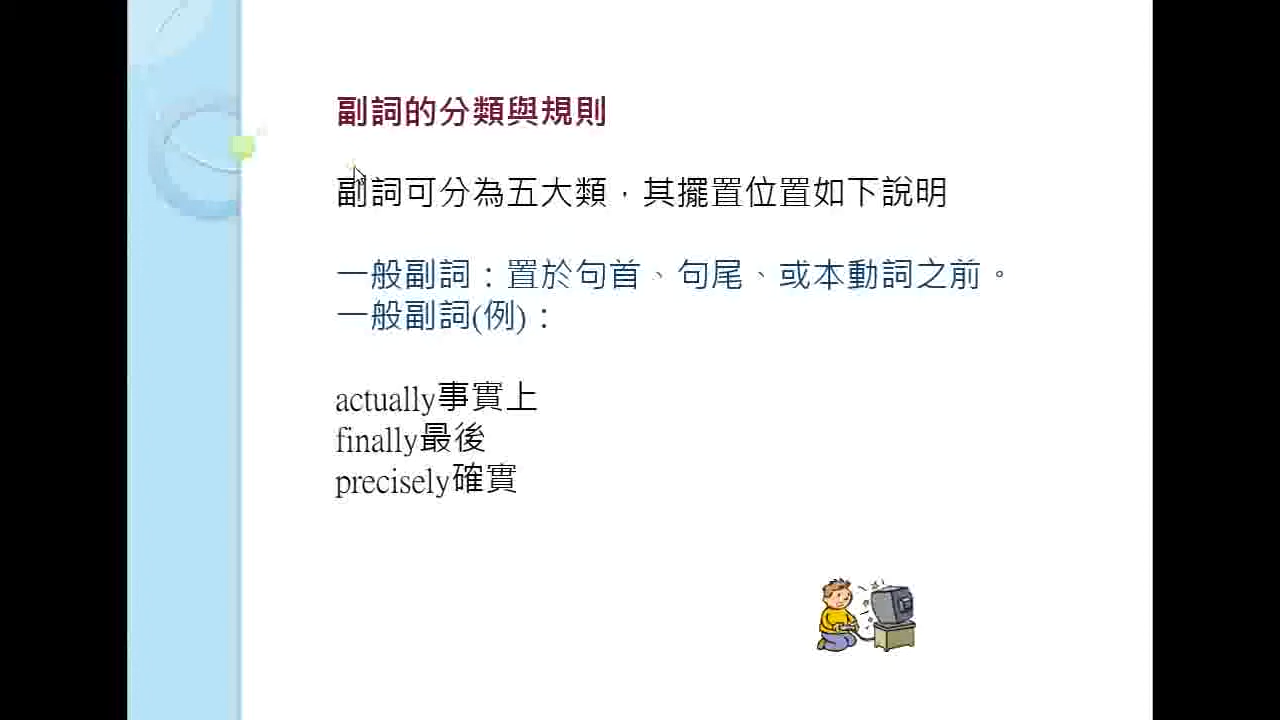 副詞的分類與規則
副詞可分為五大類，其擺置位置如下說明
一般副詞：置於句首、句尾、或本動詞之前。
一般副詞(例)：
actually事實上
finally最後
precisely確實